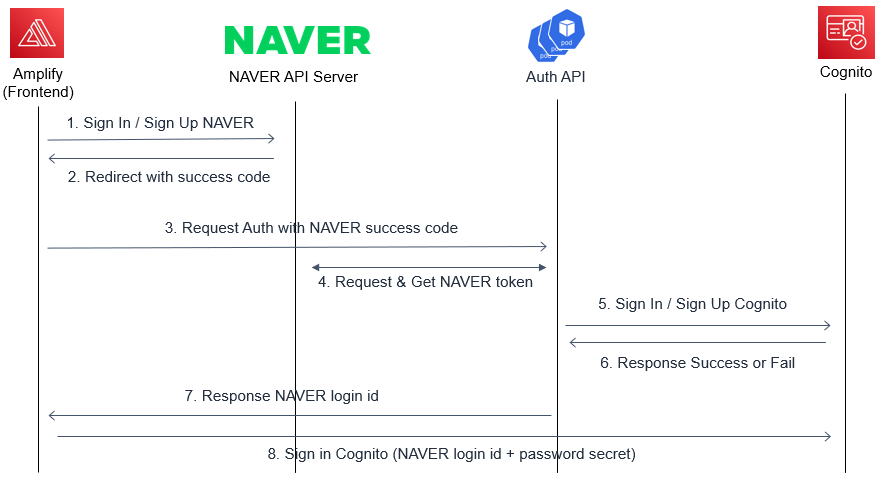 NAVER
pod
pod
pod
Amplify
(Frontend)
NAVER API Server
Auth API
Cognito
1. Sign In / Sign Up NAVER
2. Redirect with success code
3. Request Auth with NAVER success code
4. Request & Get NAVER token
5. Sign In / Sign Up Cognito
6. Response Success or Fail
7. Response NAVER login id
8. Sign in Cognito (NAVER login id + password secret)